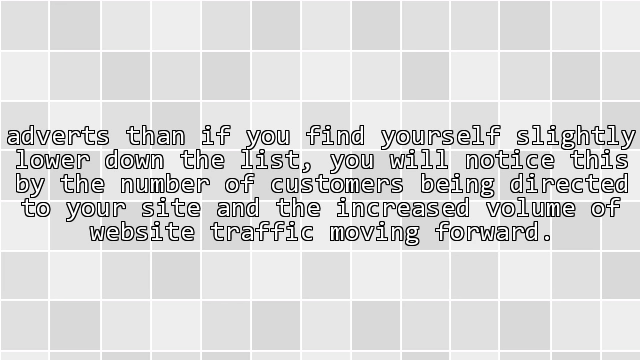 adverts than if you find yourself slightly
lower down the list, you will notice this
by the number of customers being directed
to your site and the increased volume of
website traffic moving forward.